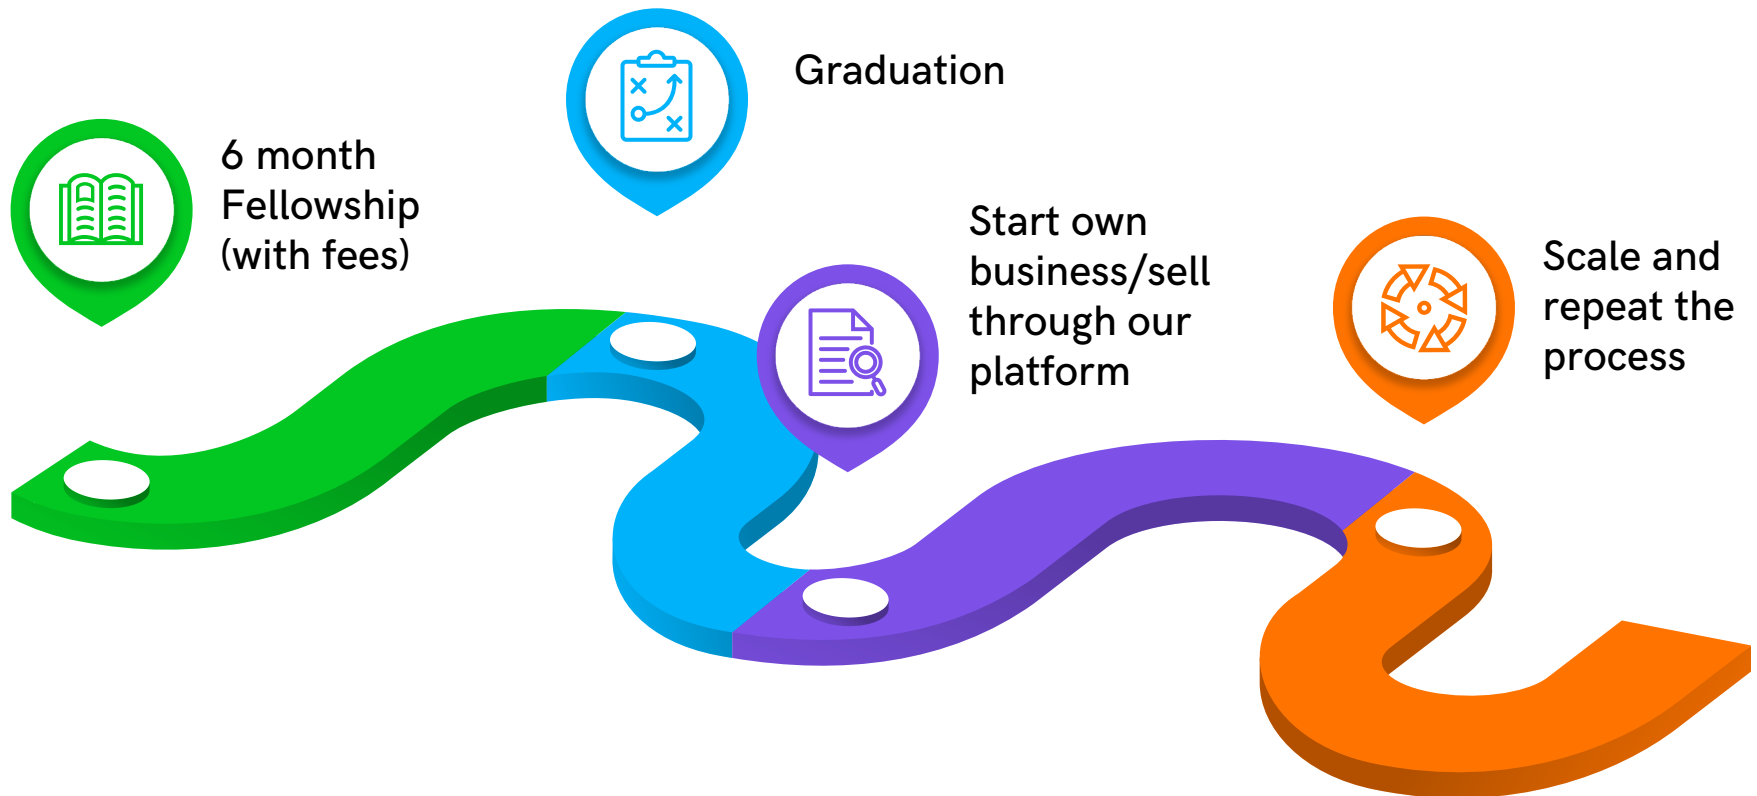 6 month
Fellowship
(with fees)
Graduation
Start own
business/sell
through our
platform
Scale and
repeat the
process